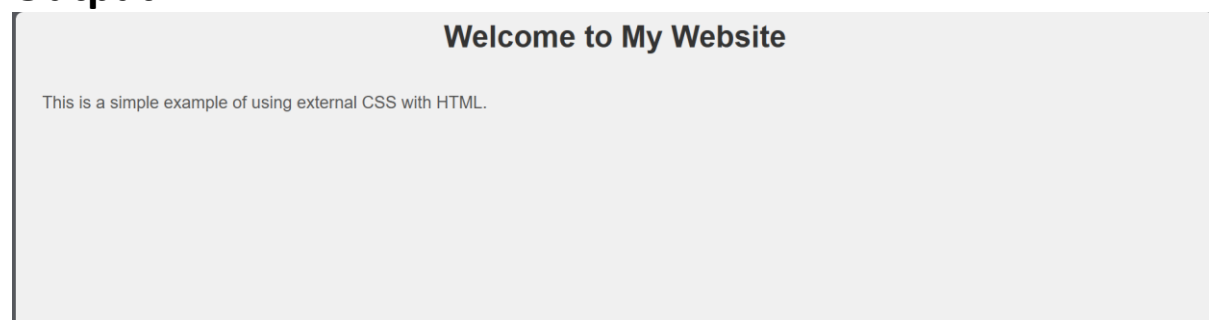 Welcome to My Website
This is a simple example of using external CSS with HTML.